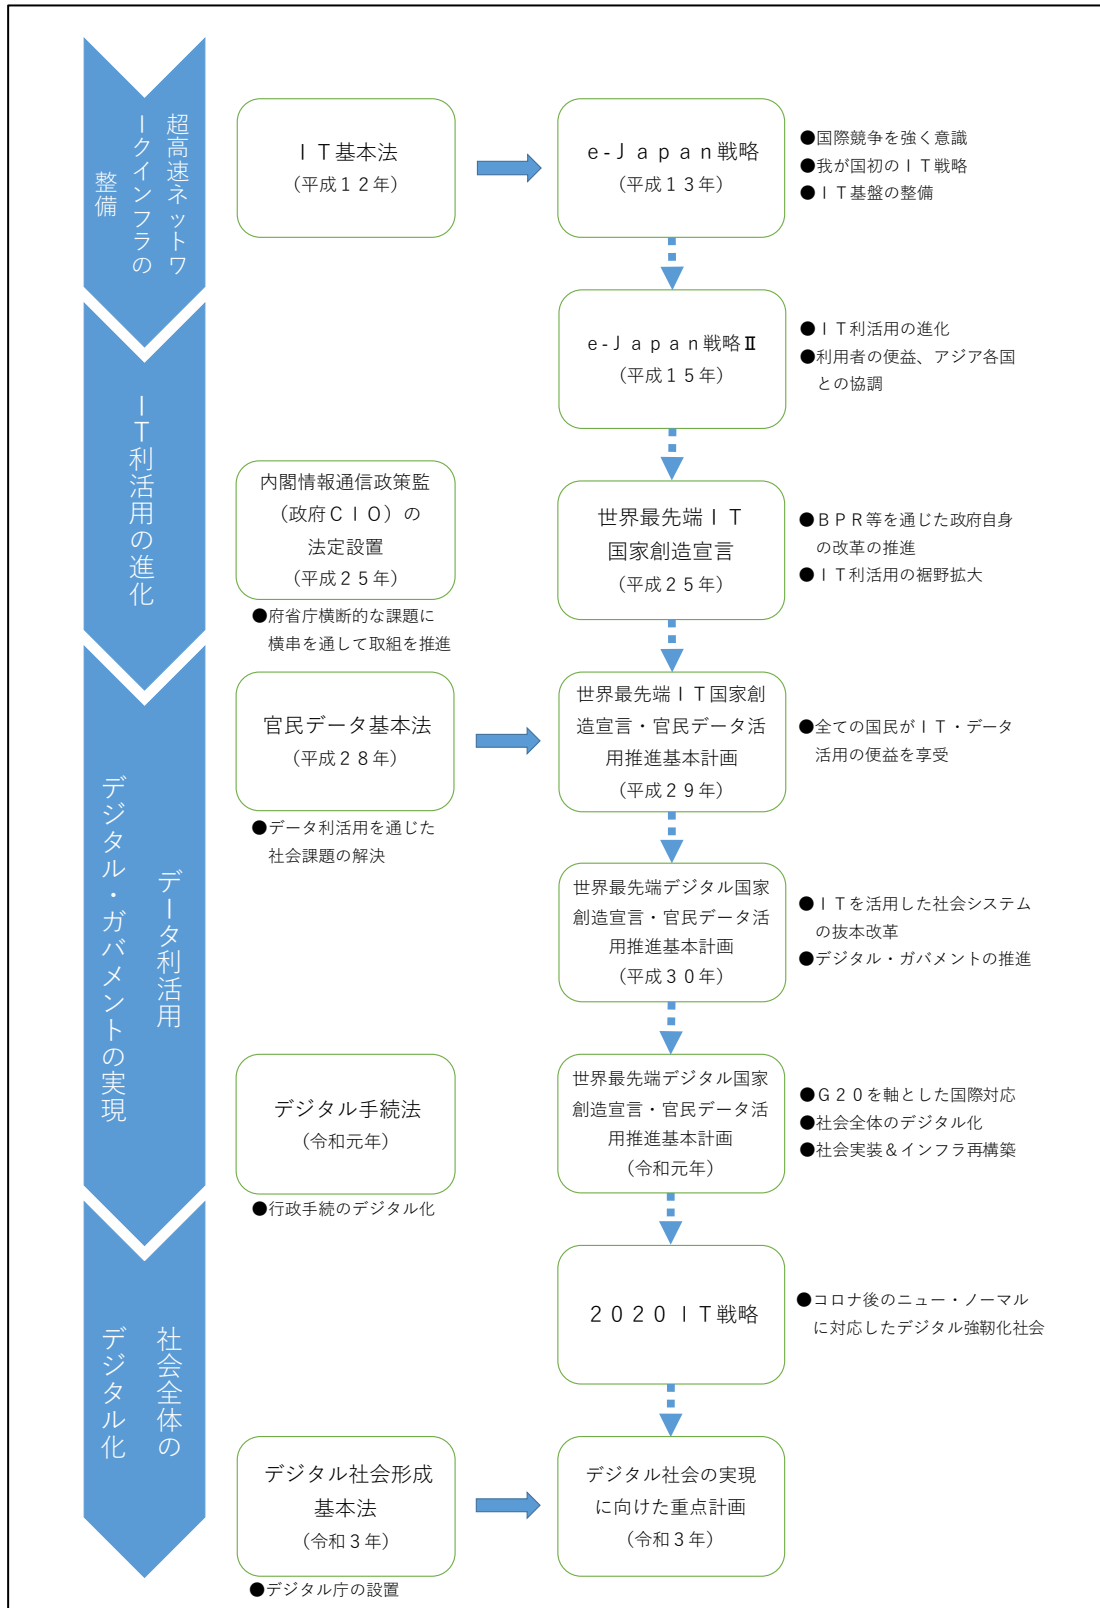 超高速ネットワ
ークインフラの
整備
ＩＴ基本法
（平成１２年）
ｅ-Ｊａｐａｎ戦略
（平成１３年）
●国際競争を強く意識
●我が国初のＩＴ戦略
●ＩＴ基盤の整備
ｅ-Ｊａｐａｎ戦略Ⅱ
（平成１５年）
●ＩＴ利活用の進化
●利用者の便益、アジア各国
との協調
ＩＴ利活用の進化
内閣情報通信政策監
（政府ＣＩＯ）の
法定設置
（平成２５年）
●府省庁横断的な課題に
横串を通して取組を推進
世界最先端ＩＴ
国家創造宣言
（平成２５年）
●ＢＰＲ等を通じた政府自身
の改革の推進
●ＩＴ利活用の裾野拡大
データ利活用
デジタル・ガバメントの実現
官民データ基本法
（平成２８年）
●データ利活用を通じた
社会課題の解決
世界最先端ＩＴ国家創
造宣言・官民データ活
用推進基本計画
（平成２９年）
●全ての国民がＩＴ・データ
活用の便益を享受
世界最先端デジタル国家
創造宣言・官民データ活
用推進基本計画
（平成３０年）
●ＩＴを活用した社会システム
の抜本改革
●デジタル・ガバメントの推進
デジタル手続法
（令和元年）
●行政手続のデジタル化
世界最先端デジタル国家
創造宣言・官民データ活
用推進基本計画
（令和元年）
●Ｇ２０を軸とした国際対応
●社会全体のデジタル化
●社会実装＆インフラ再構築
社会全体の
デジタル化
２０２０ＩＴ戦略
●コロナ後のニュー・ノーマル
に対応したデジタル強靭化社会
デジタル社会形成
基本法
（令和３年）
●デジタル庁の設置
デジタル社会の実現
に向けた重点計画
（令和３年）